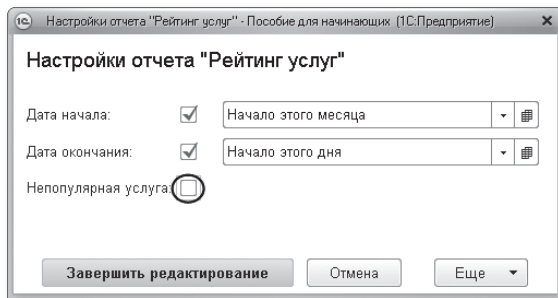 1С Настройки отчета "Рейтинг услуг" - Пособие для начинающих (1С:Предприятие)
Настройки отчета "Рейтинг услуг"
Дата начала: Начало этого месяца
Дата окончания: Начало этого дня
Непопулярная услуга:
Завершить редактирование Отмена Еще